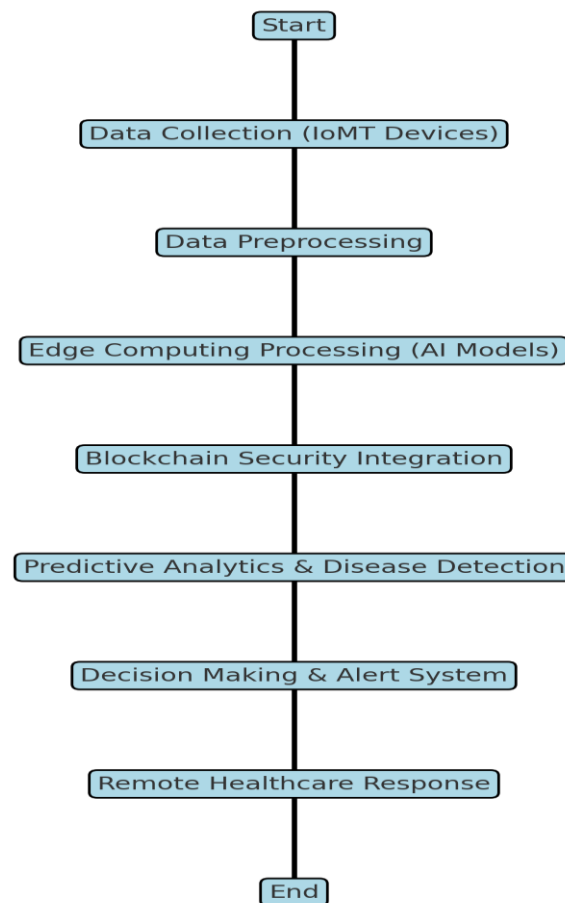 Start
Data Collection (IoMT Devices)
Data Preprocessing
Edge Computing Processing (AI Models)
Blockchain Security Integration
Predictive Analytics & Disease Detection
Decision Making & Alert System
Remote Healthcare Response
End